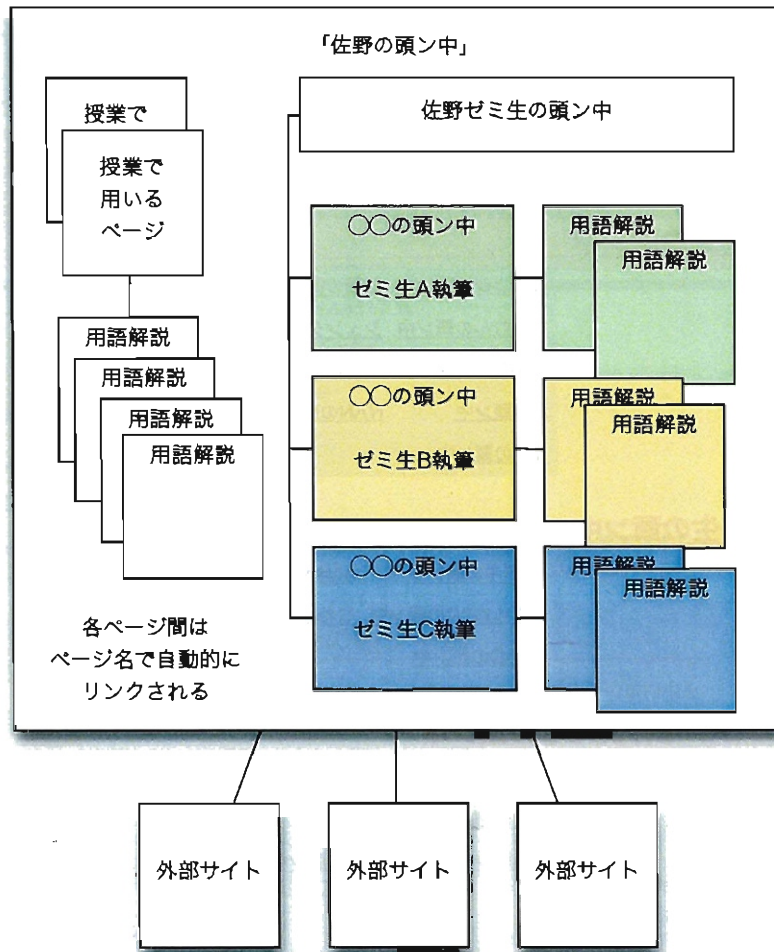 「佐野の頭ン中」
授業で
授業で
用いる
ページ
用語解説
用語解説
用語解説
用語解説
各ページ間は
ページ名で自動的に
リンクされる
佐野ゼミ生の頭ン中
〇〇の頭ン中
ゼミ生A執筆
用語解説
用語解説
〇〇の頭ン中
ゼミ生B執筆
用語解説
用語解説
〇〇の頭ン中
ゼミ生C執筆
用語解説
用語解説
外部サイト
外部サイト
外部サイト